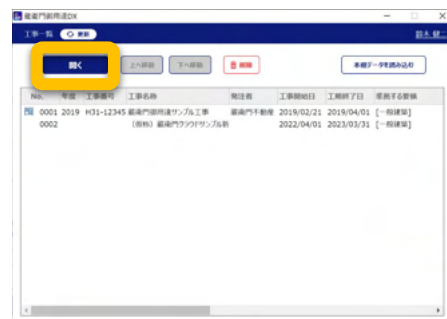 蔵衛門御用達DX
工事一覧 更新 鈴木 健二
開く 上へ移動 下へ移動 削除 本棚データを読み込む
No. 年度 工事番号 工事名称 発注者 工期開始日 工期終了日 準拠する要領
0001 2019 H31-12345 蔵衛門御用達サンプル工事 蔵衛門不動産 2019/02/21 2019/04/01 [一般建築]
0002 （仮称）蔵衛門クラウドサンプル新 2022/04/01 2023/03/31 [一般建築]